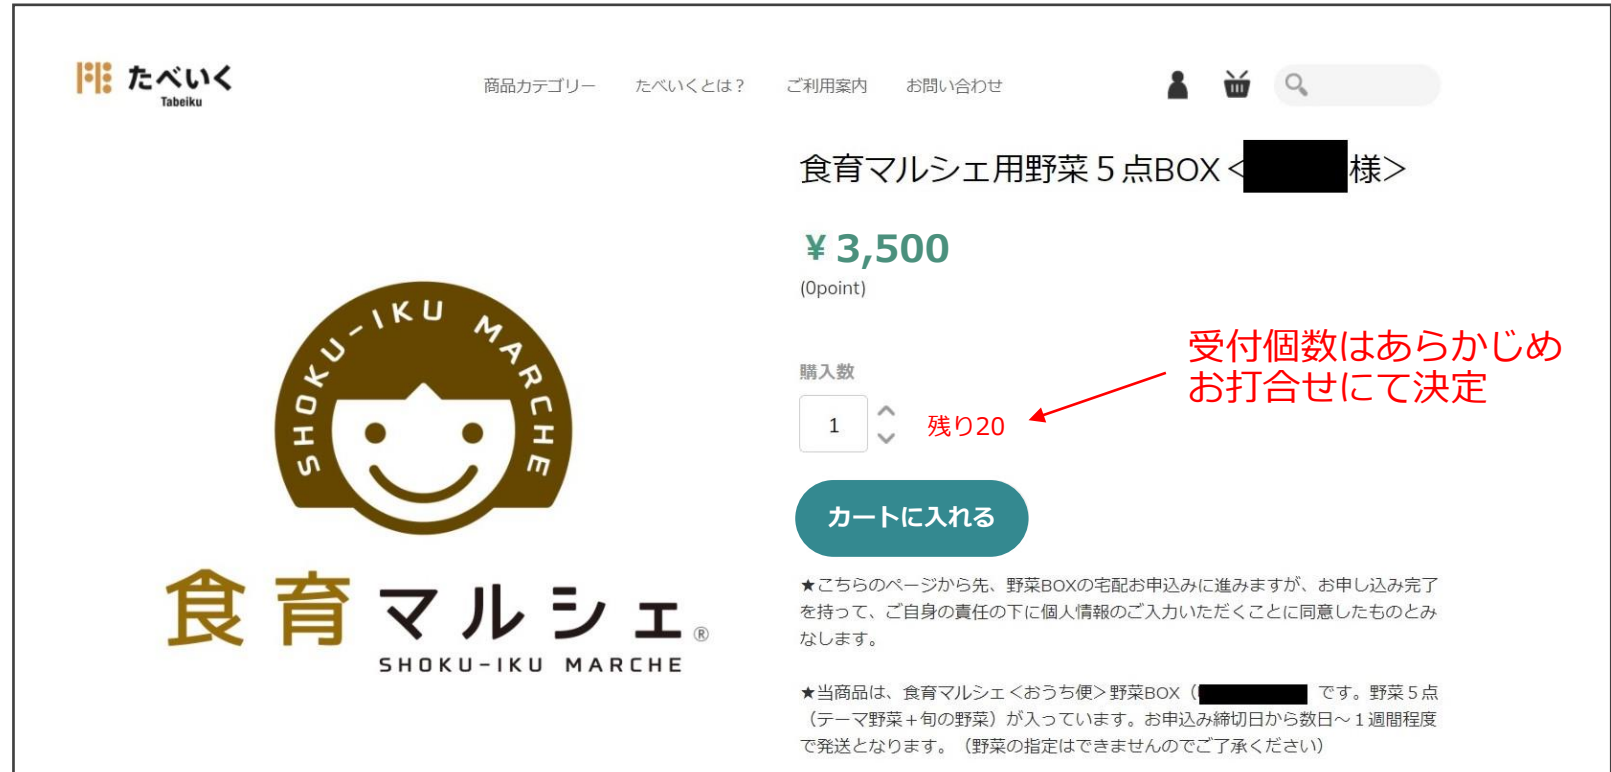 たべいく
Tabeiku
商品カテゴリー たべいくとは？ ご利用案内 お問い合わせ
食育マルシェ用野菜５点BOX＜ 様＞
¥ 3,500
(0point)
受付個数はあらかじめ
お打合せにて決定
購入数
1 残り20
カートに入れる
SHOKU-IKU MARCHE
食育マルシェ®
SHOKU-IKU MARCHE
★こちらのページから先、野菜BOXの宅配お申込みに進みますが、お申し込み完了
を持って、ご自身の責任の下に個人情報のご入力いただくことに同意したものとみ
なします。
★当商品は、食育マルシェ＜おうち便＞野菜BOX（ です。野菜５点
（テーマ野菜＋旬の野菜）が入っています。お申込み締切日から数日～１週間程度
で発送となります。（野菜の指定はできませんのでご了承ください）